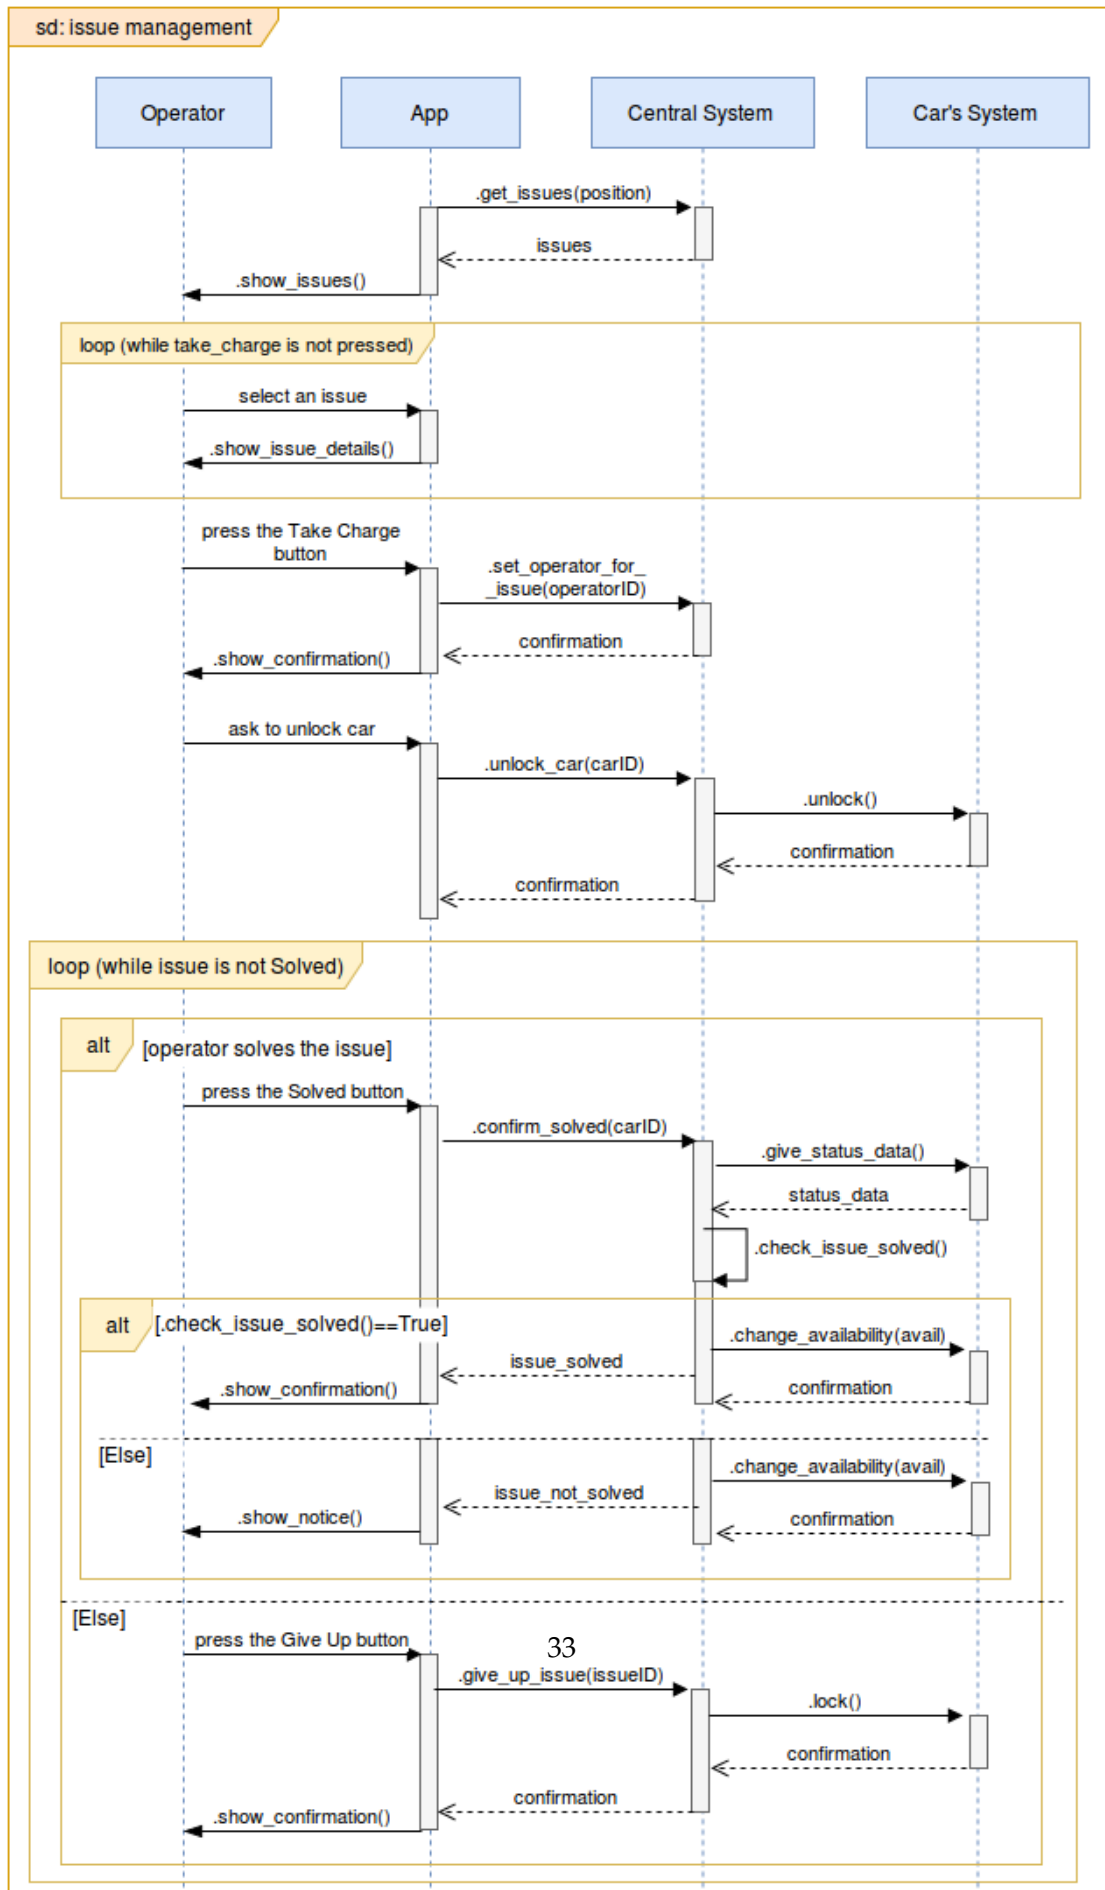 sd: issue management
Operator
App
Central System
Car's System
.get_issues(position)
issues
.show_issues()
loop (while take_charge is not pressed)
select an issue
.show_issue_details()
press the Take Charge
button
.set_operator_for_
_issue(operatorID)
confirmation
.show_confirmation()
ask to unlock car
.unlock_car(carID)
.unlock()
confirmation
confirmation
loop (while issue is not Solved)
alt
[operator solves the issue]
press the Solved button
.confirm_solved(carID)
.give_status_data()
status_data
.check_issue_solved()
alt
[.check_issue_solved()==True]
.change_availability(avail)
issue_solved
.show_confirmation()
confirmation
[Else]
.change_availability(avail)
issue_not_solved
.show_notice()
confirmation
[Else]
press the Give Up button
33
.give_up_issue(issueID)
.lock()
confirmation
confirmation
.show_confirmation()